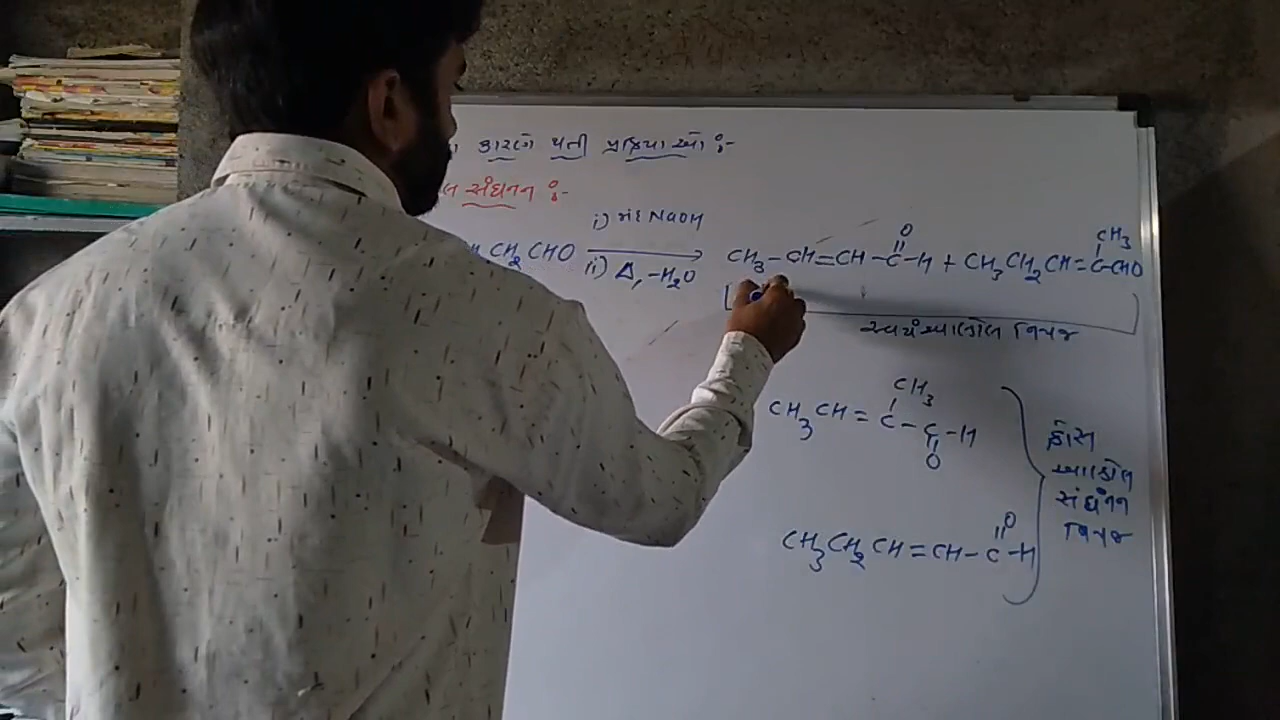 કારણે થતી પ્રક્રિયાઓ :-
સંઘનન :-
i) મંદ NaOH
CH₂CHO ⟶ CH₃-CH=CH-C-H + CH₃CH₂CH=C-CHO
O
CH₃
ii) Δ, -H₂O
સ્વયં આલ્ડોલ નિપજ
CH₃
CH₃CH=C-C-H
O
ક્રોસ
આલ્ડોલ
સંઘનન
નિપજ
O
CH₃CH₂CH=CH-C-H